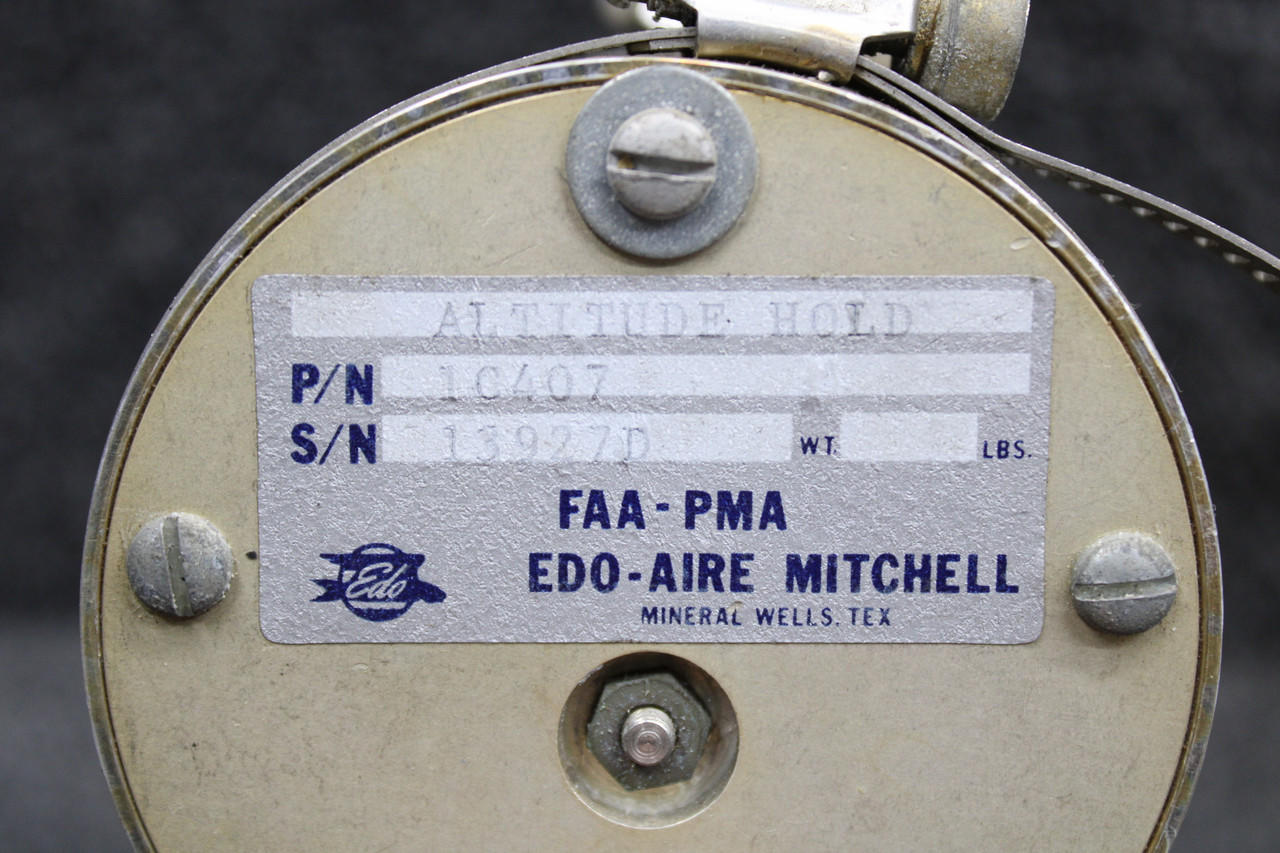 ALTITUDE HOLD
P/N 1C407
S/N 13927D WT. LBS.
FAA-PMA
Edo
EDO-AIRE MITCHELL
MINERAL WELLS, TEX